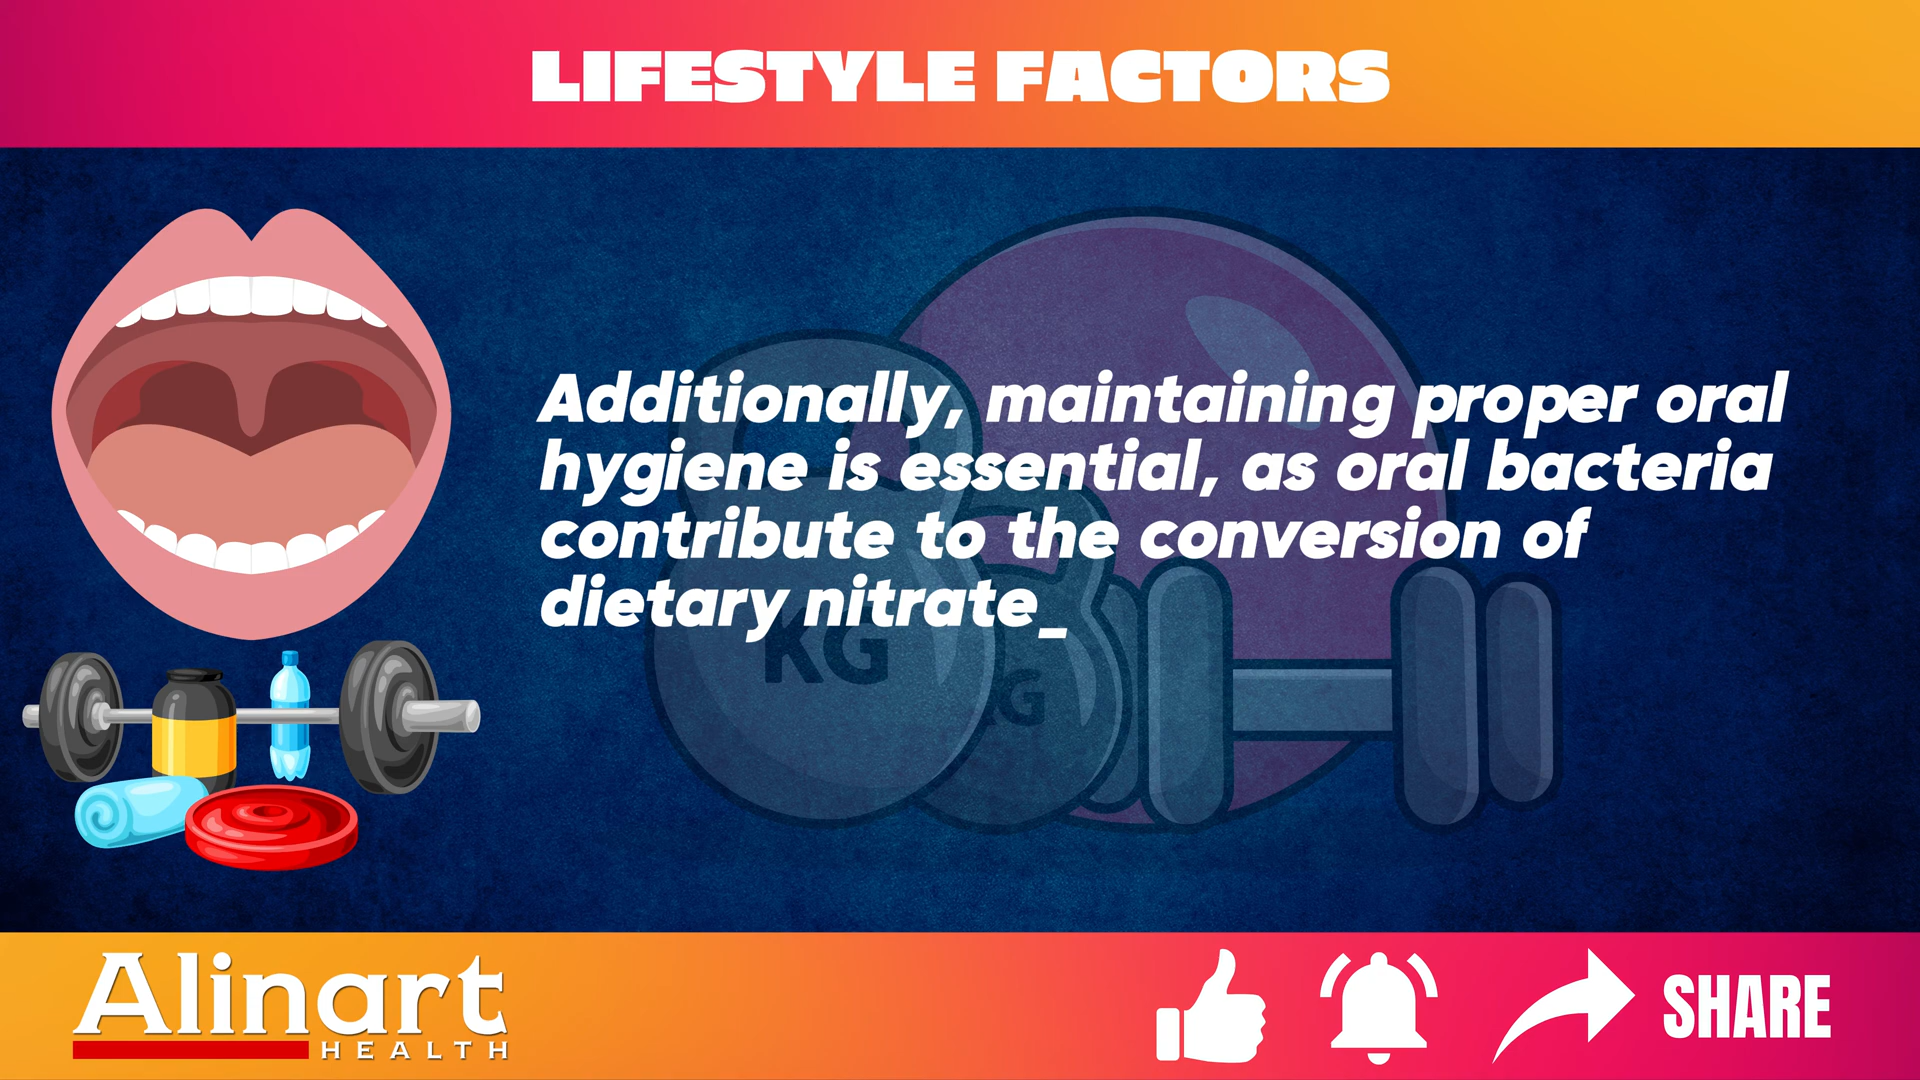 LIFESTYLE FACTORS
Additionally, maintaining proper oral
hygiene is essential, as oral bacteria
contribute to the conversion of
dietary nitrate_
KG
KG
Alinart
HEALTH
SHARE